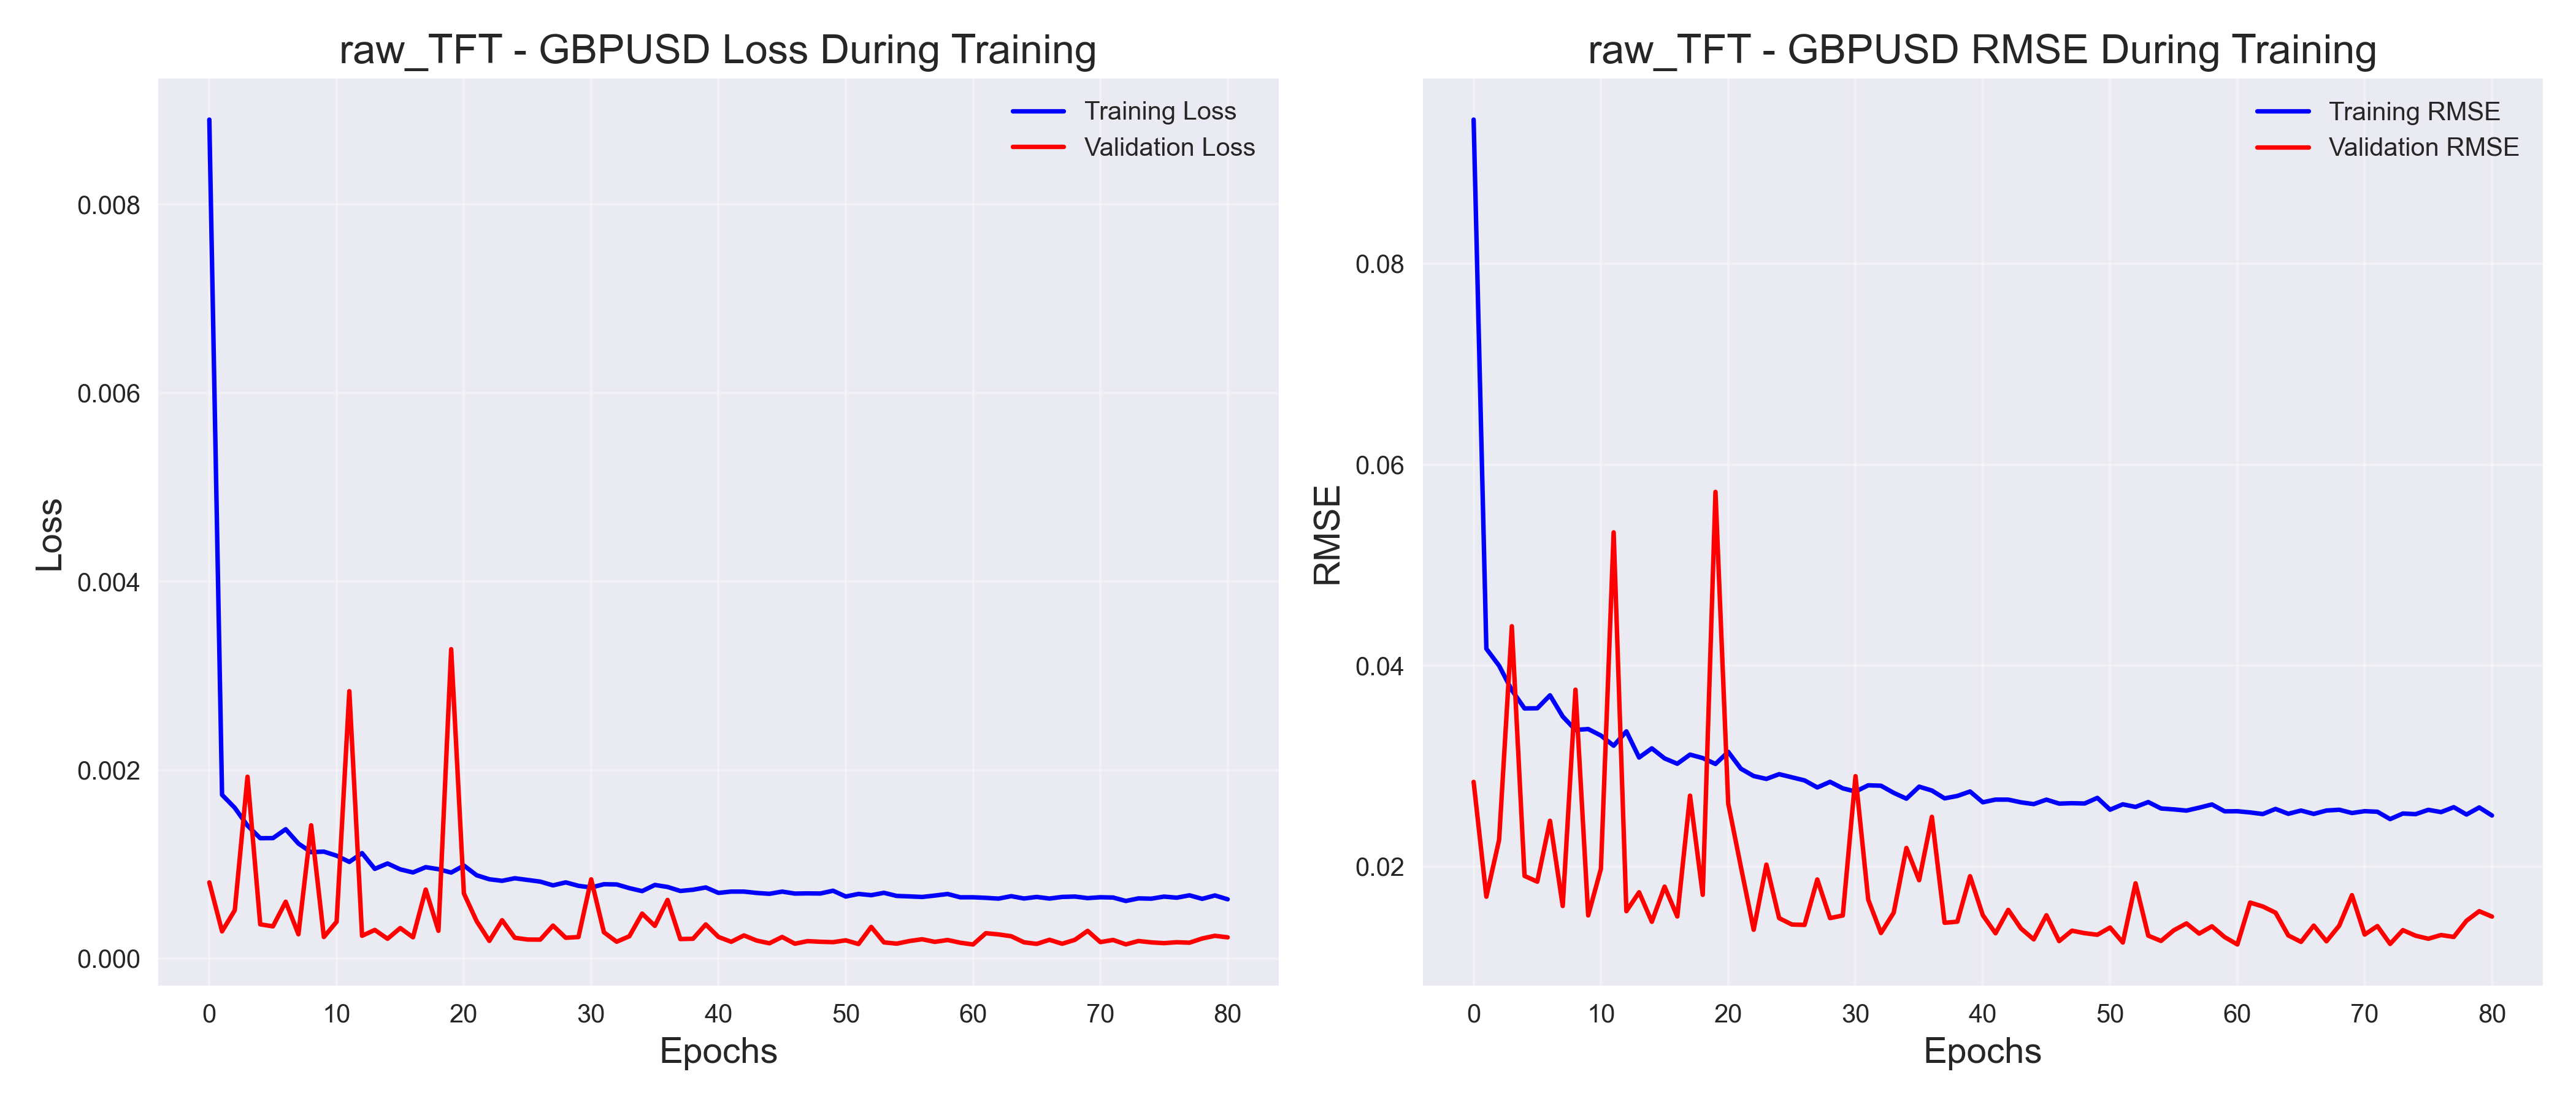 raw_TFT - GBPUSD Loss During Training
Training Loss
Validation Loss
0.008
0.006
0.004
0.002
0.000
Loss
0 10 20 30 40 50 60 70 80
Epochs
raw_TFT - GBPUSD RMSE During Training
Training RMSE
Validation RMSE
0.08
0.06
0.04
0.02
RMSE
0 10 20 30 40 50 60 70 80
Epochs